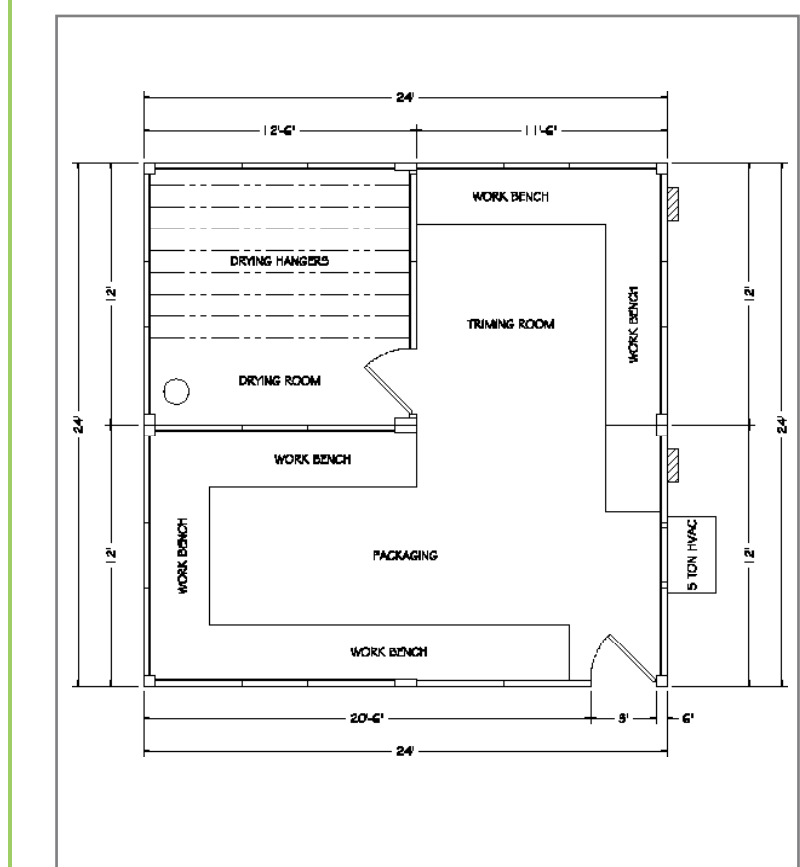 24'
12'-6'
11'-6'
WORK BENCH
DRYING HANGERS
12'
12'
WORK BENCH
TRIMING ROOM
DRYING ROOM
24'
24'
WORK BENCH
WORK BENCH
PACKAGING
12'
12'
5 TON HVAC
WORK BENCH
20'-6'
3'
6'
24'